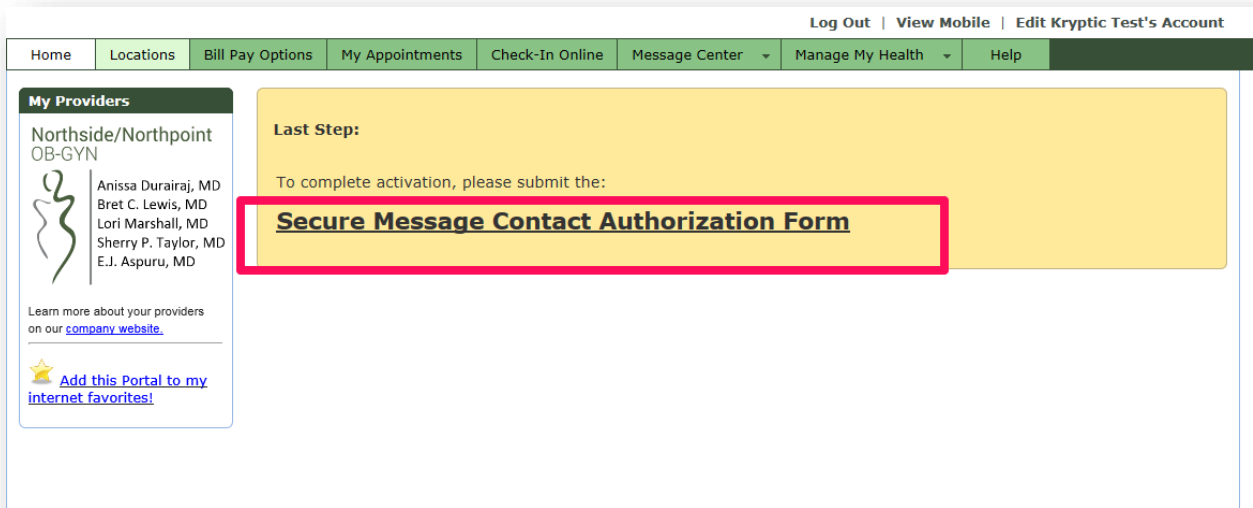 Log Out | View Mobile | Edit Kryptic Test's Account
Home Locations Bill Pay Options My Appointments Check-In Online Message Center Manage My Health Help
My Providers
Northside/Northpoint
OB-GYN
Anissa Durairaj, MD
Bret C. Lewis, MD
Lori Marshall, MD
Sherry P. Taylor, MD
E.J. Aspuru, MD
Learn more about your providers
on our company website.
Add this Portal to my
internet favorites!
Last Step:
To complete activation, please submit the:
Secure Message Contact Authorization Form